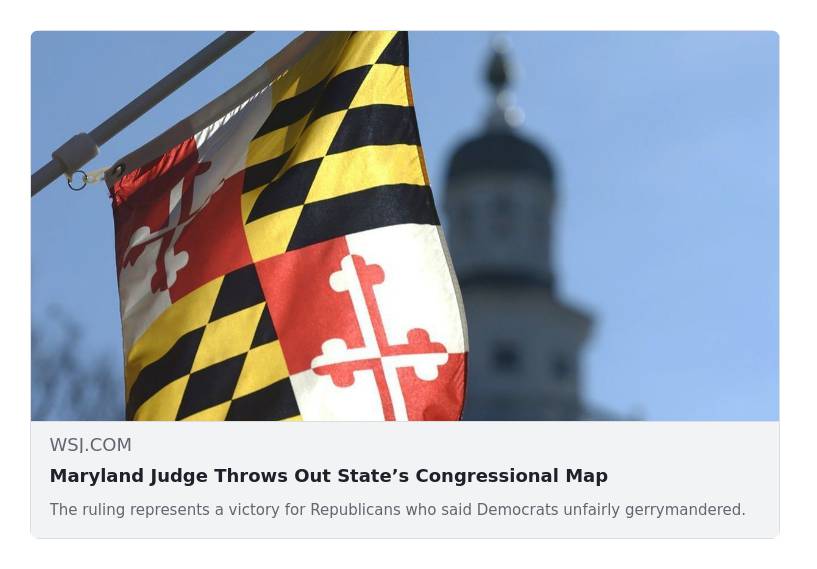 WSJ.COM
Maryland Judge Throws Out State’s Congressional Map
The ruling represents a victory for Republicans who said Democrats unfairly gerrymandered.